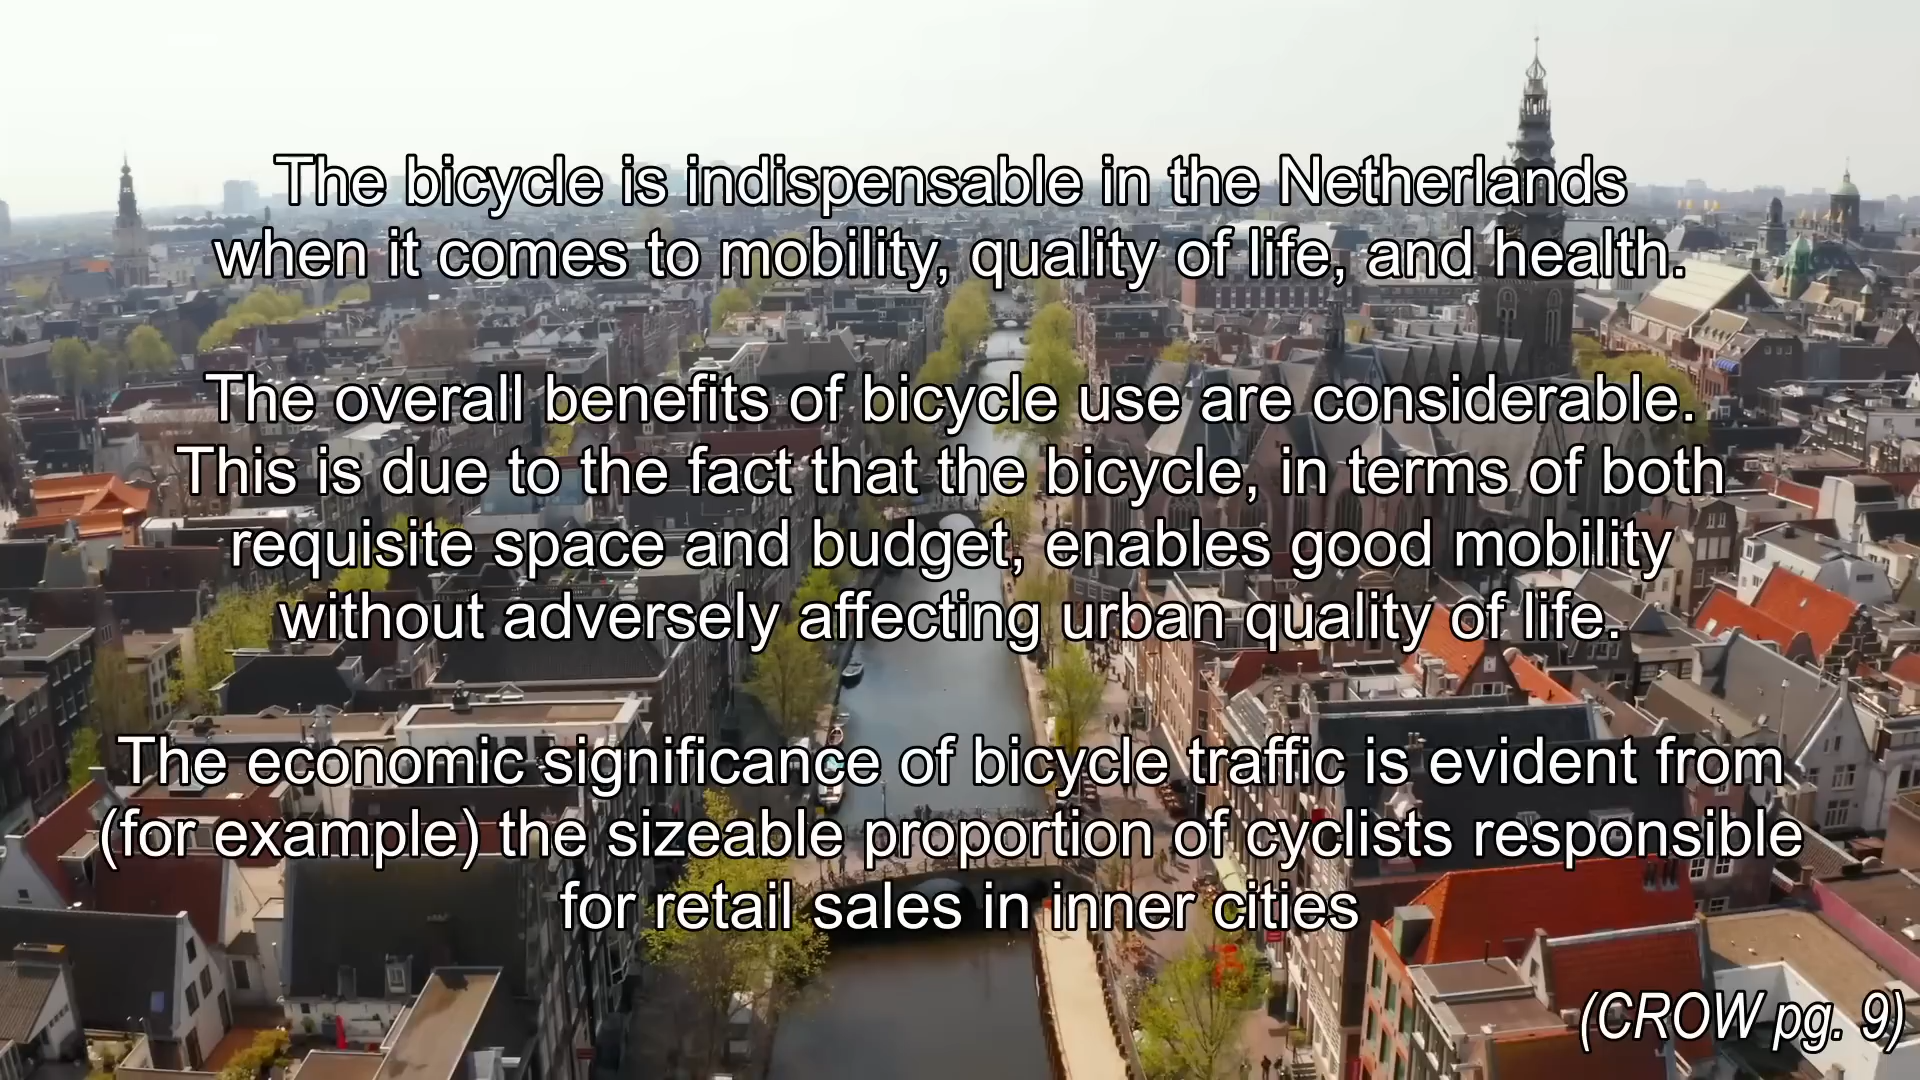 The bicycle is indispensable in the Netherlands
when it comes to mobility, quality of life, and health.
The overall benefits of bicycle use are considerable.
This is due to the fact that the bicycle, in terms of both
requisite space and budget, enables good mobility
without adversely affecting urban quality of life.
The economic significance of bicycle traffic is evident from
(for example) the sizeable proportion of cyclists responsible
for retail sales in inner cities
(CROW pg. 9)